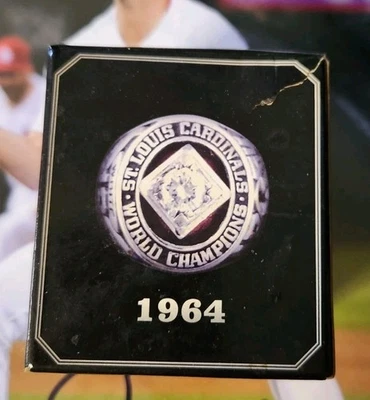 · ST. LOUIS CARDINALS ·
WORLD CHAMPIONS
1964